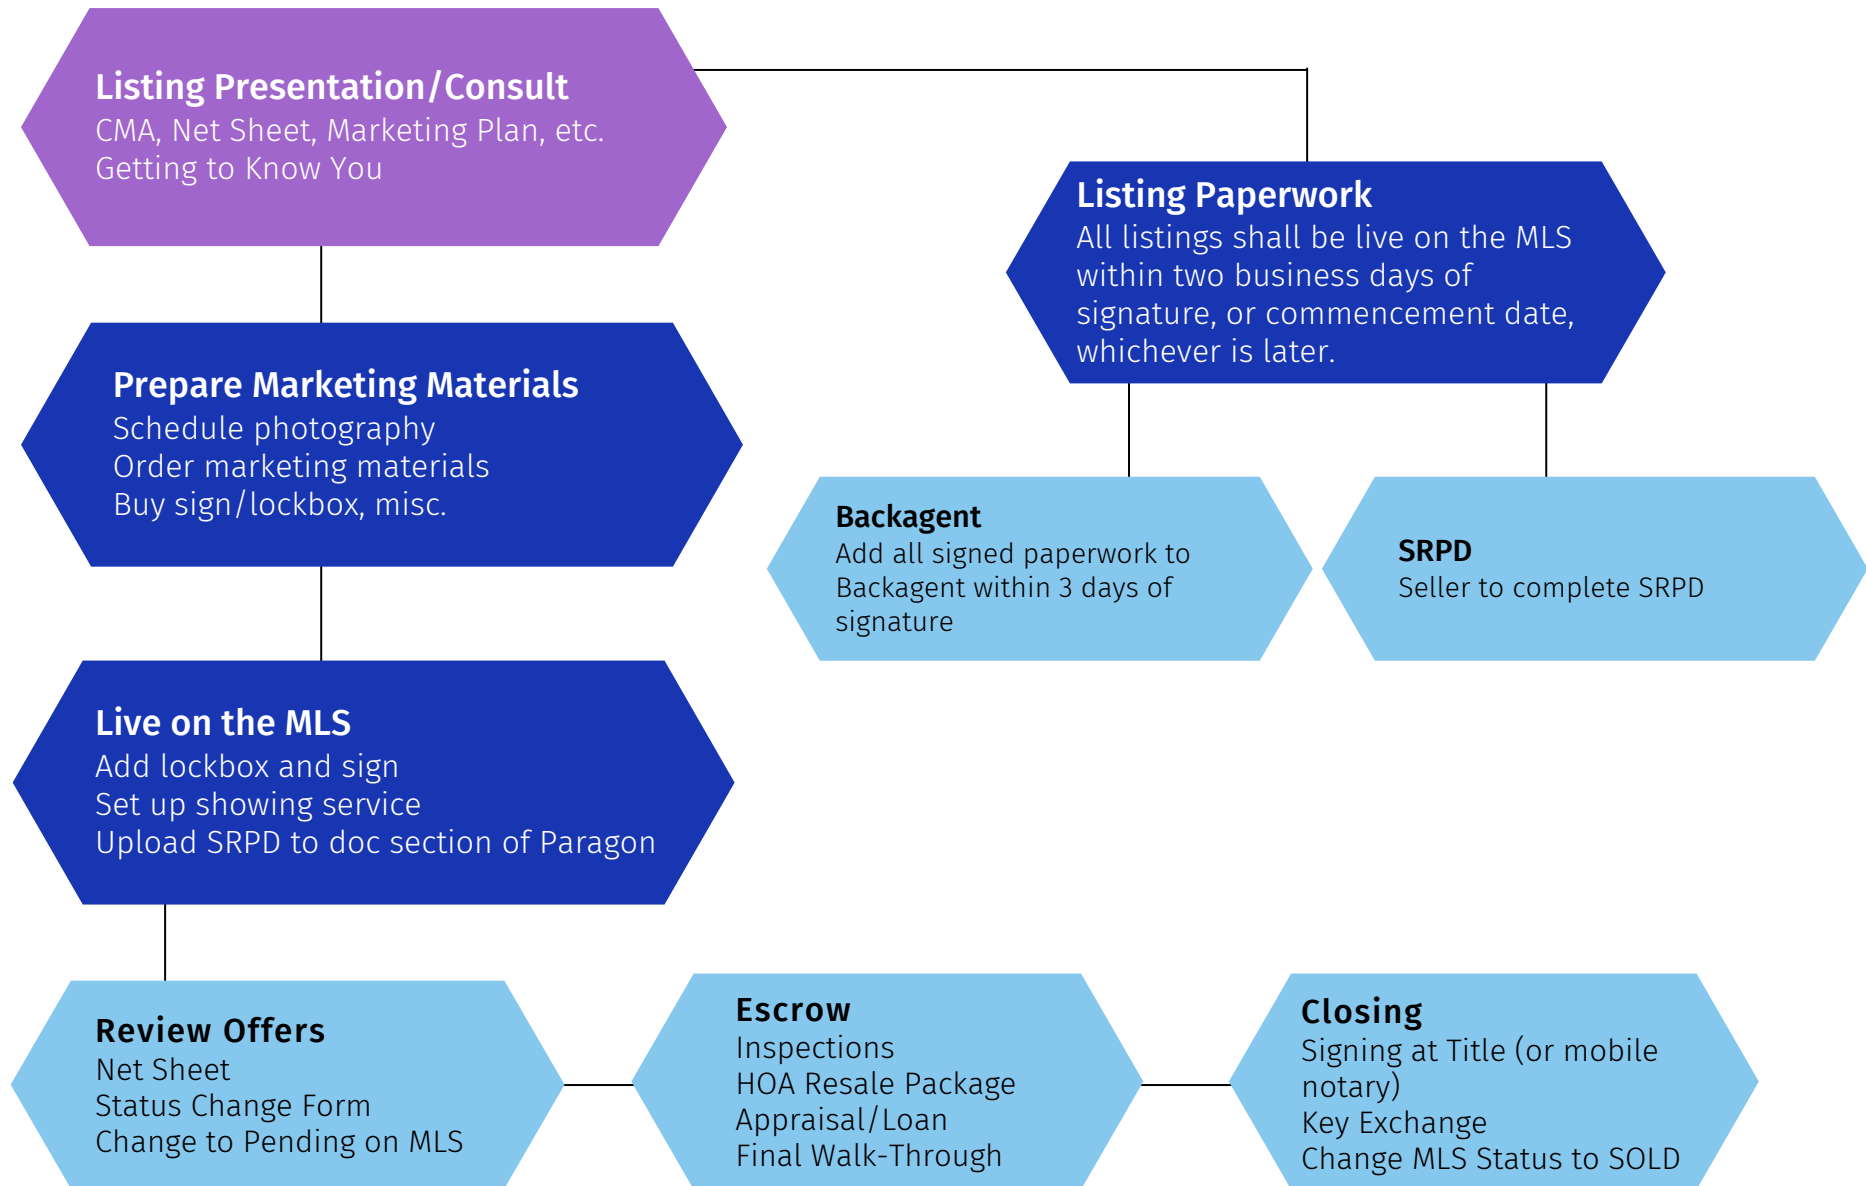 Listing Presentation/Consult
CMA, Net Sheet, Marketing Plan, etc.
Getting to Know You
Listing Paperwork
All listings shall be live on the MLS
within two business days of
signature, or commencement date,
whichever is later.
Prepare Marketing Materials
Schedule photography
Order marketing materials
Buy sign/lockbox, misc.
Backagent
Add all signed paperwork to
Backagent within 3 days of
signature
SRPD
Seller to complete SRPD
Live on the MLS
Add lockbox and sign
Set up showing service
Upload SRPD to doc section of Paragon
Review Offers
Net Sheet
Status Change Form
Change to Pending on MLS
Escrow
Inspections
HOA Resale Package
Appraisal/Loan
Final Walk-Through
Closing
Signing at Title (or mobile
notary)
Key Exchange
Change MLS Status to SOLD